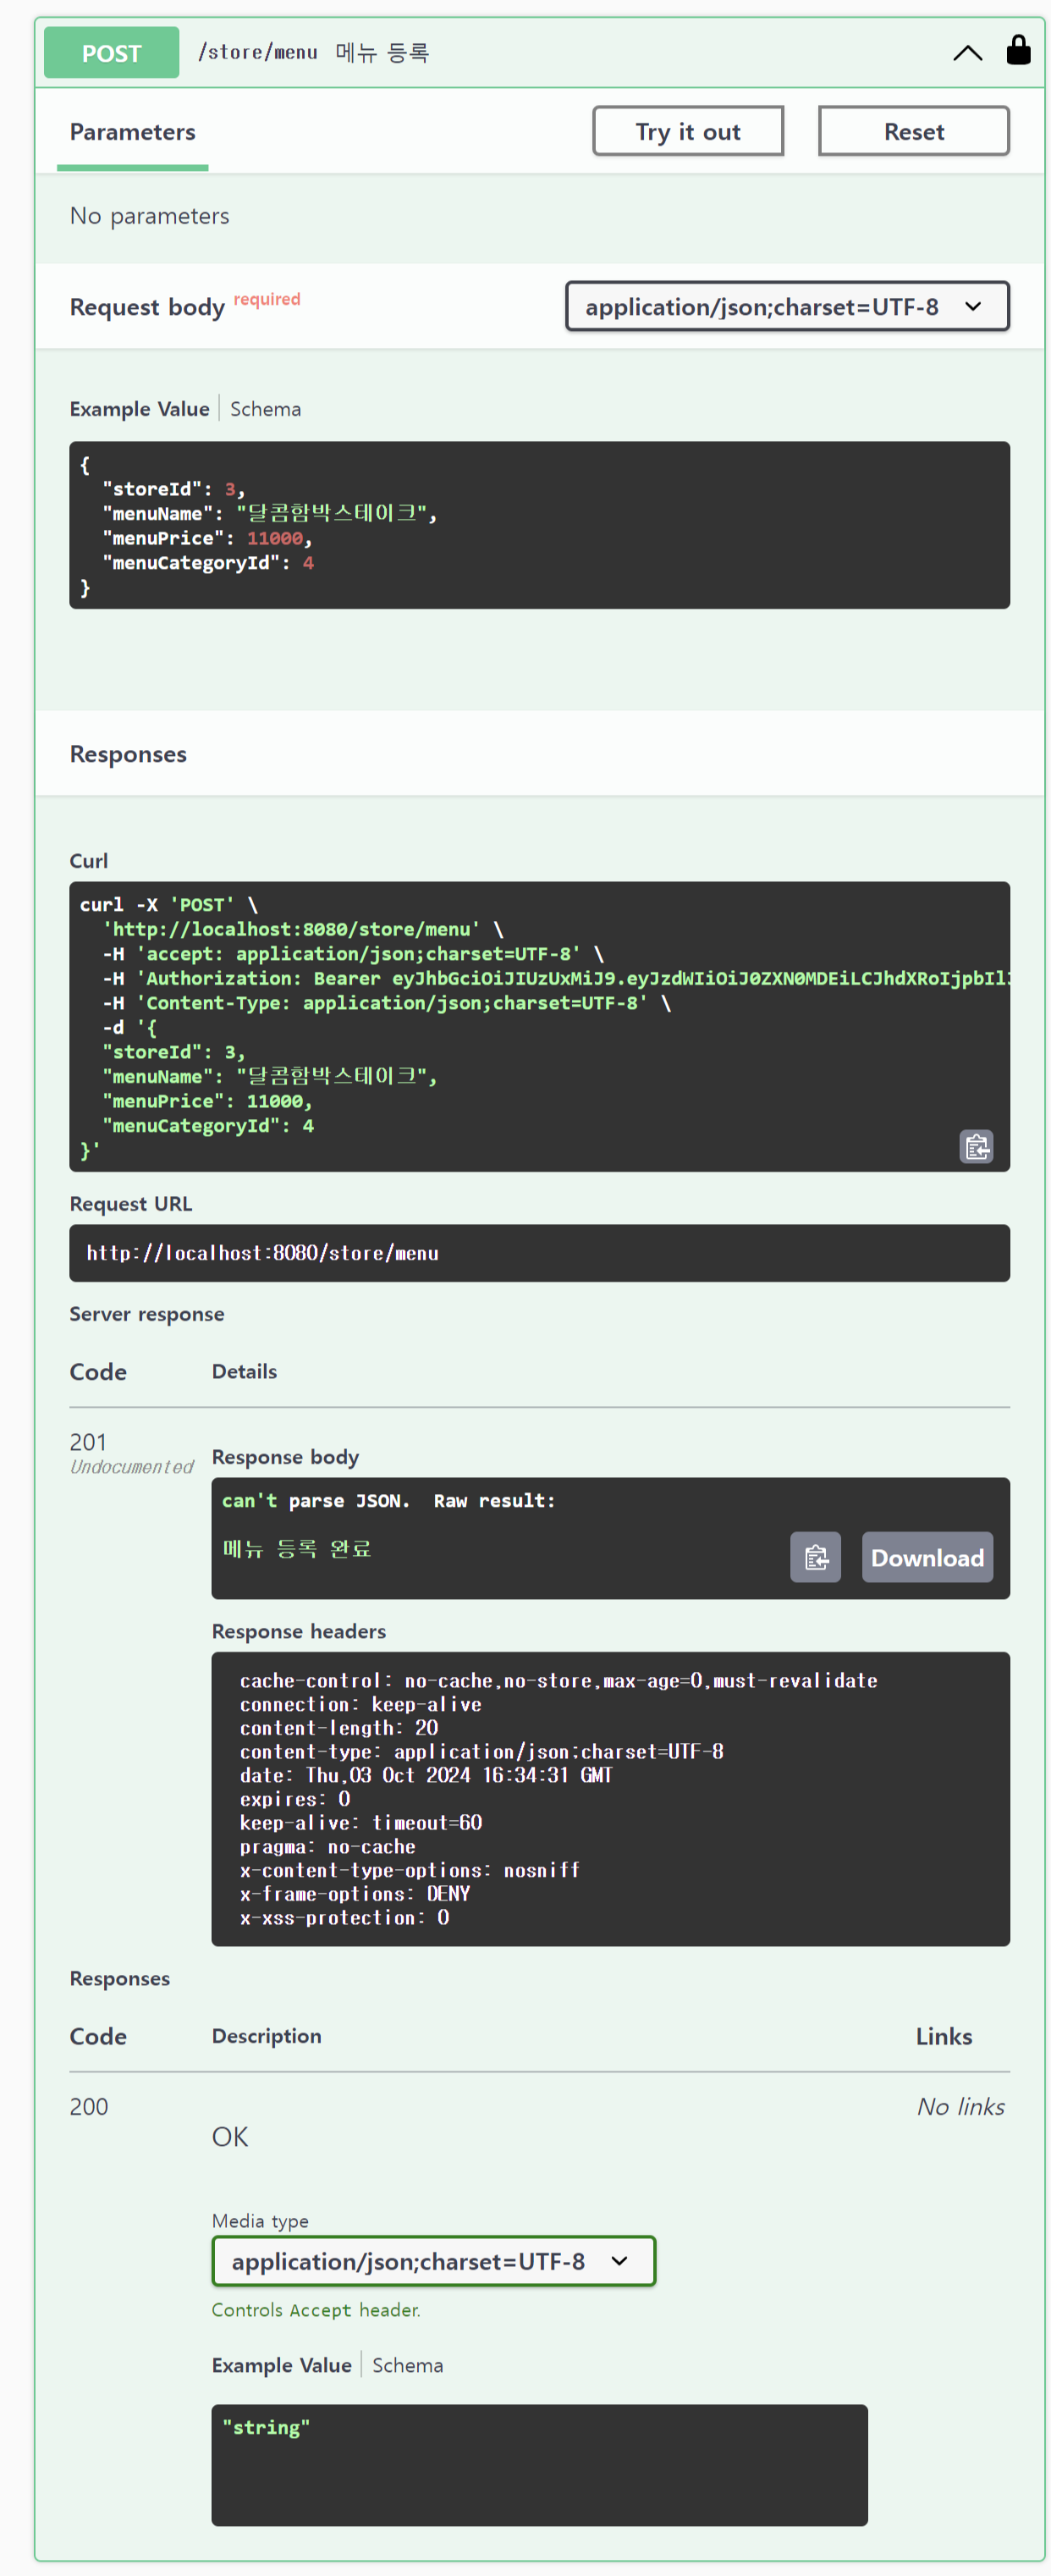 POST /store/menu 메뉴 등록
Parameters
Try it out
Reset
No parameters
Request body required
application/json;charset=UTF-8
Example Value
Schema
{
"storeId": 3,
"menuName": "달콤함박스테이크",
"menuPrice": 11000,
"menuCategoryId": 4
}
Responses
Curl
curl -X 'POST' \
'http://localhost:8080/store/menu' \
-H 'accept: application/json;charset=UTF-8' \
-H 'Authorization: Bearer eyJhbGciOiJIUzUxMiJ9.eyJzdWIiOiJ0ZXN0MDEiLCJhdXRoIjpbIl
-H 'Content-Type: application/json;charset=UTF-8' \
-d '{
"storeId": 3,
"menuName": "달콤함박스테이크",
"menuPrice": 11000,
"menuCategoryId": 4
}'
Request URL
http://localhost:8080/store/menu
Server response
Code Details
201
Undocumented
Response body
can't parse JSON. Raw result:
메뉴 등록 완료
Download
Response headers
cache-control: no-cache,no-store,max-age=0,must-revalidate
connection: keep-alive
content-length: 20
content-type: application/json;charset=UTF-8
date: Thu,03 Oct 2024 16:34:31 GMT
expires: 0
keep-alive: timeout=60
pragma: no-cache
x-content-type-options: nosniff
x-frame-options: DENY
x-xss-protection: 0
Responses
Code Description Links
200
No links
OK
Media type
application/json;charset=UTF-8
Controls Accept header.
Example Value
Schema
"string"